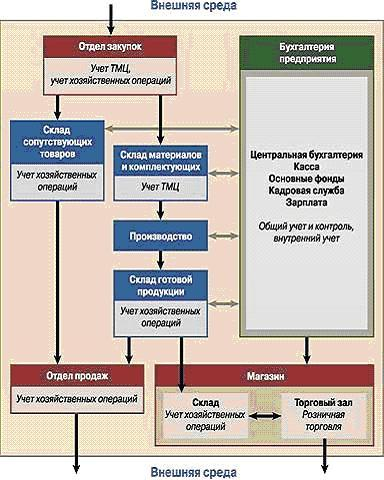 Внешняя среда
Отдел закупок
Учет ТМЦ,
учет хозяйственных операций
Бухгалтерия
предприятия
Склад
сопутствующих
товаров
Учет хозяйственных
операций
Склад материалов
и комплектующих
Учет ТМЦ
Центральная бухгалтерия
Касса
Основные фонды
Кадровая служба
Зарплата
Общий учет и контроль,
внутренний учет
Производство
Склад готовой
продукции
Учет хозяйственных
операций
Отдел продаж
Учет хозяйственных операций
Магазин
Склад
Учет хозяйственных
операций
Торговый зал
Розничная
торговля
Внешняя среда